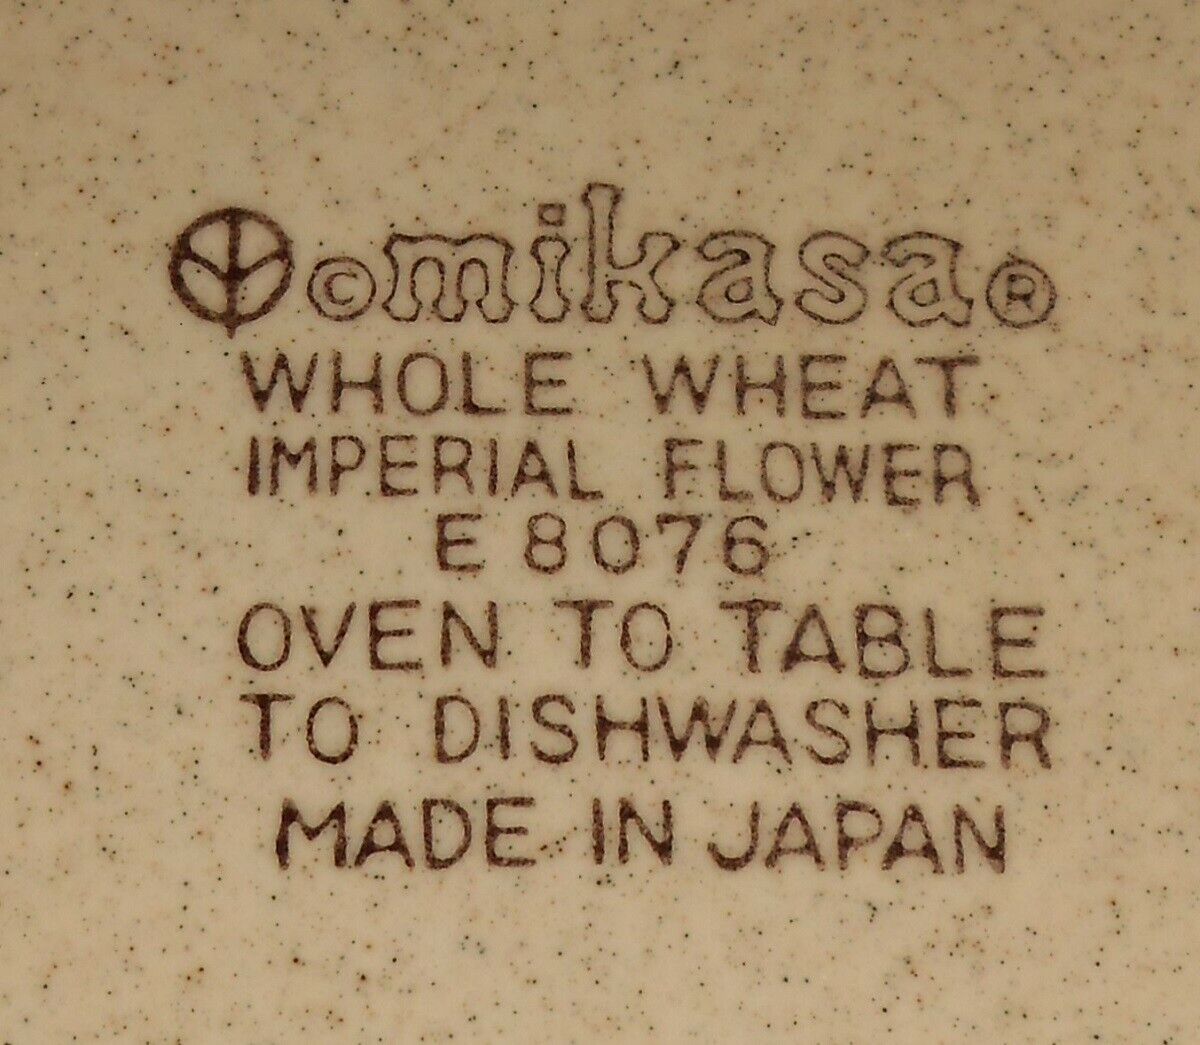 ©mikasa®
WHOLE WHEAT
IMPERIAL FLOWER
E 8076
OVEN TO TABLE
TO DISHWASHER
MADE IN JAPAN